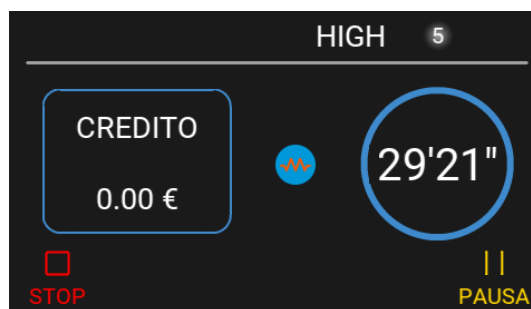 HIGH 5
CREDITO
0.00 €
29'21"
STOP
PAUSA